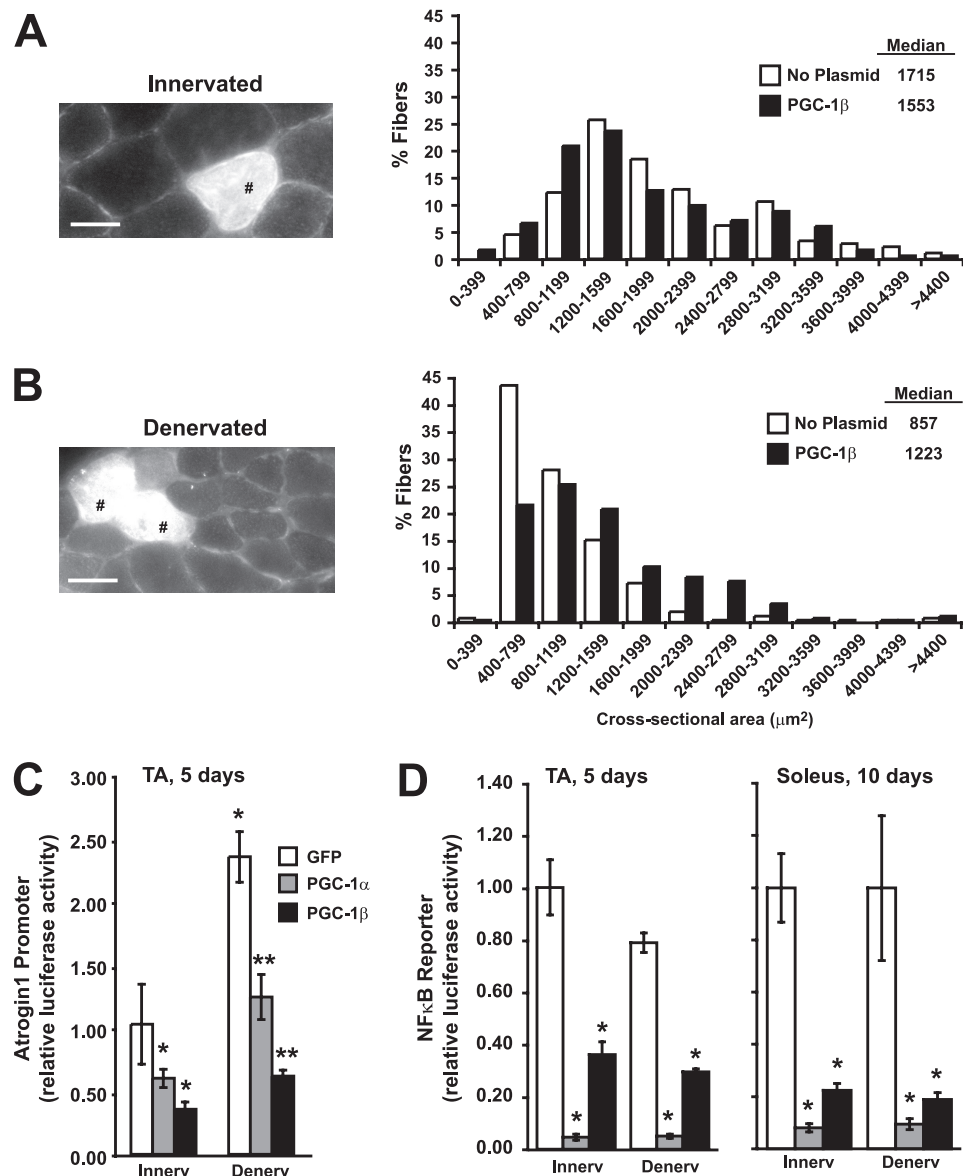 A
Innervated
#
% Fibers
45
40
35
30
25
20
15
10
5
0
Median
No Plasmid 1715
PGC-1β 1553
0-399
400-799
800-1199
1200-1599
1600-1999
2000-2399
2400-2799
2800-3199
3200-3599
3600-3999
4000-4399
>4400
B
Denervated
#
#
% Fibers
45
40
35
30
25
20
15
10
5
0
Median
No Plasmid 857
PGC-1β 1223
0-399
400-799
800-1199
1200-1599
1600-1999
2000-2399
2400-2799
2800-3199
3200-3599
3600-3999
4000-4399
>4400
Cross-sectional area (μm²)
C
TA, 5 days
Atrogin1 Promoter
(relative luciferase activity)
3.00
2.50
2.00
1.50
1.00
0.50
0.00
GFP
PGC-1α
PGC-1β
*
*
*
**
**
Innerv Denerv
D
TA, 5 days
Soleus, 10 days
NFκB Reporter
(relative luciferase activity)
1.40
1.20
1.00
0.80
0.60
0.40
0.20
0.00
*
*
*
*
*
*
*
*
Innerv Denerv
Innerv Denerv